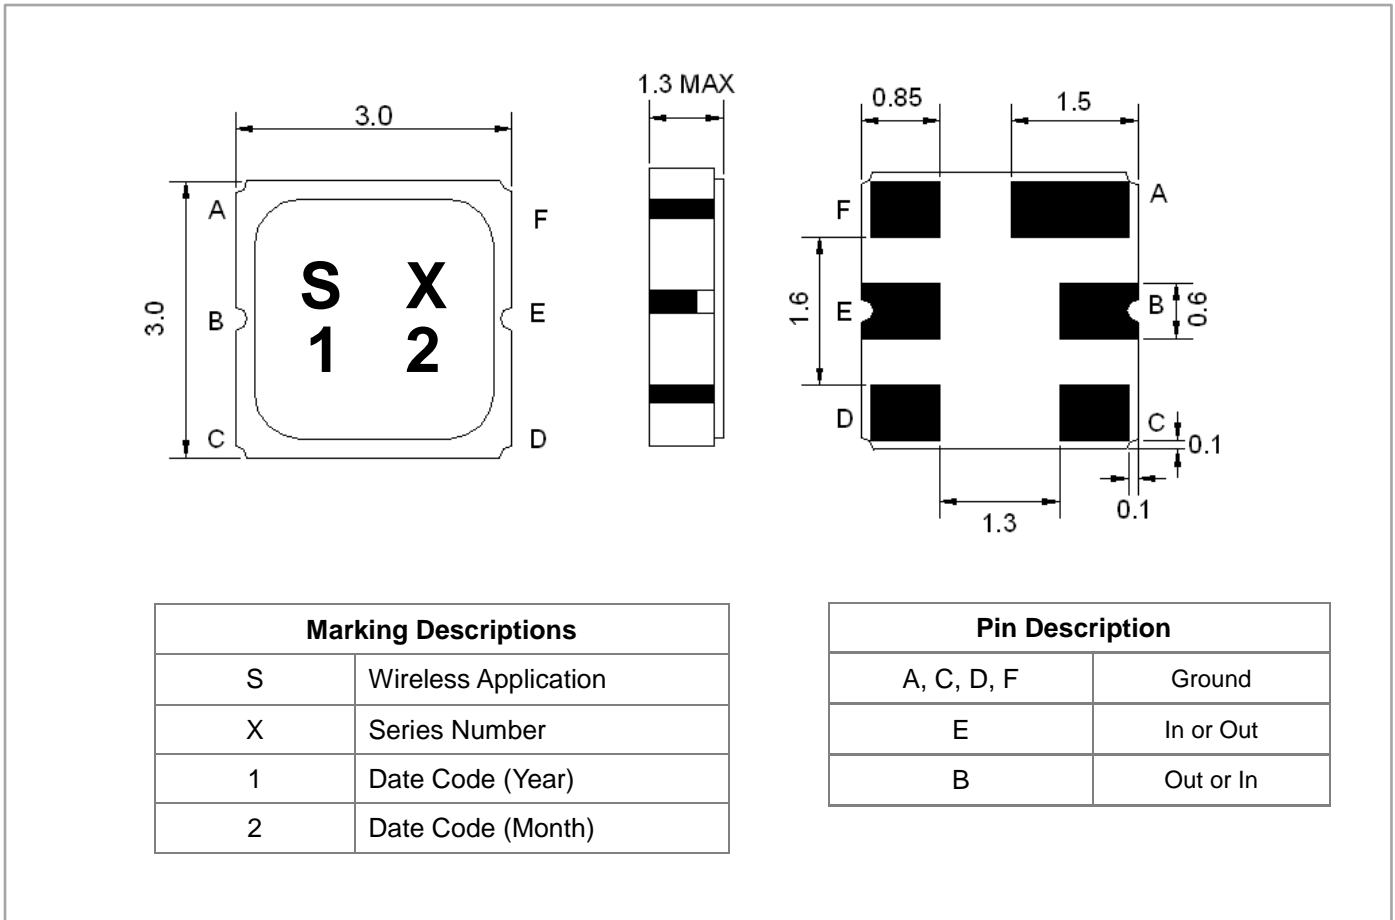 3.0
3.0
A
B
C
F
E
D
S X
1 2
1.3 MAX
0.85
1.5
F
E
D
A
B
C
1.6
0.6
0.1
0.1
1.3
Marking Descriptions
S Wireless Application
X Series Number
1 Date Code (Year)
2 Date Code (Month)
Pin Description
A, C, D, F Ground
E In or Out
B Out or In